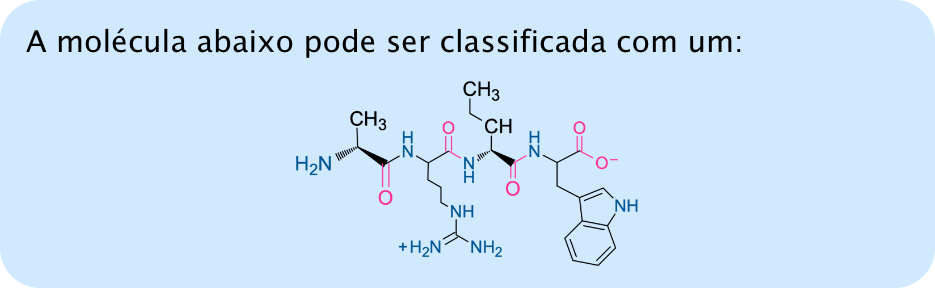 A molécula abaixo pode ser classificada com um:
CH₃
CH₃
CH
H
N
O
H
N
O
O⁻
H₂N
N
H
O
O
NH
NH
+H₂N
NH₂